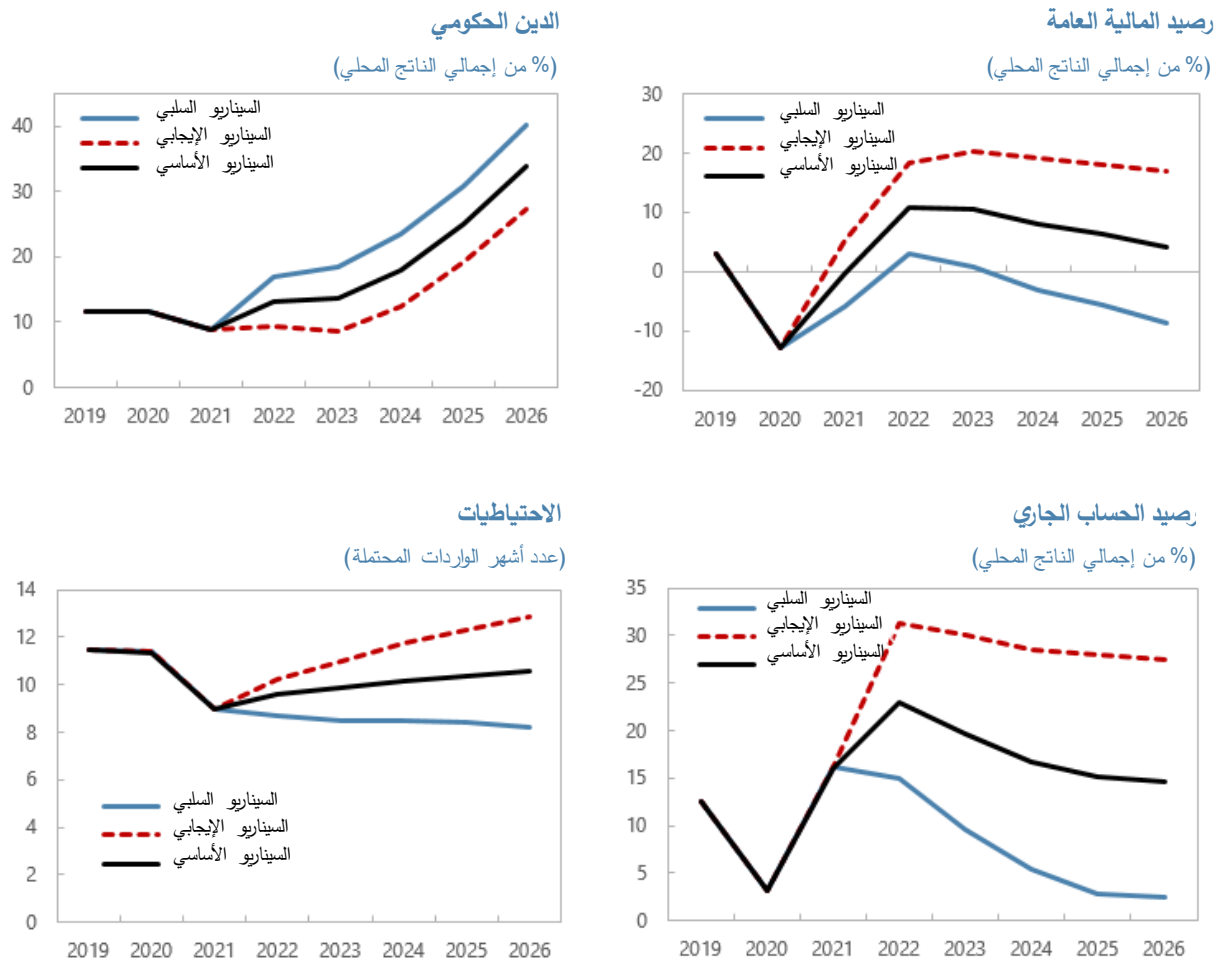 رصيد المالية العامة
(% من إجمالي الناتج المحلي)
30
20
10
0
-10
-20
السيناريو السلبي
السيناريو الإيجابي
السيناريو الأساسي
2019 2020 2021 2022 2023 2024 2025 2026
الدين الحكومي
(% من إجمالي الناتج المحلي)
40
30
20
10
0
السيناريو السلبي
السيناريو الإيجابي
السيناريو الأساسي
2019 2020 2021 2022 2023 2024 2025 2026
رصيد الحساب الجاري
(% من إجمالي الناتج المحلي)
35
30
25
20
15
10
5
0
السيناريو السلبي
السيناريو الإيجابي
السيناريو الأساسي
2019 2020 2021 2022 2023 2024 2025 2026
الاحتياطيات
(عدد أشهر الواردات المحتملة)
14
12
10
8
6
4
2
0
السيناريو السلبي
السيناريو الإيجابي
السيناريو الأساسي
2019 2020 2021 2022 2023 2024 2025 2026